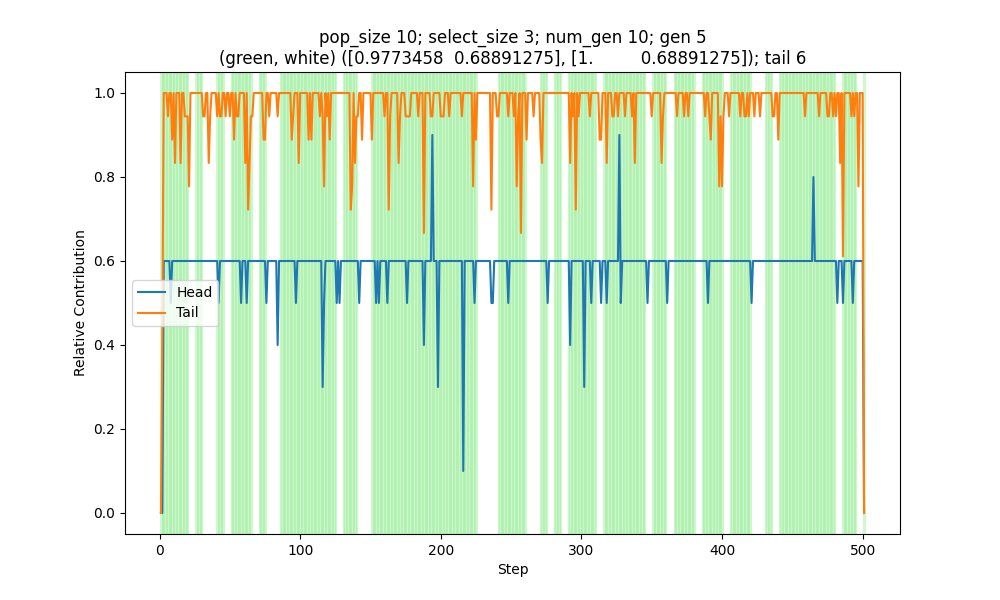 pop_size 10; select_size 3; num_gen 10; gen 5
(green, white) ([0.9773458  0.68891275], [1.         0.68891275]); tail 6
1.0
0.8
0.6
0.4
0.2
0.0
Relative Contribution
Head
Tail
0
100
200
300
400
500
Step